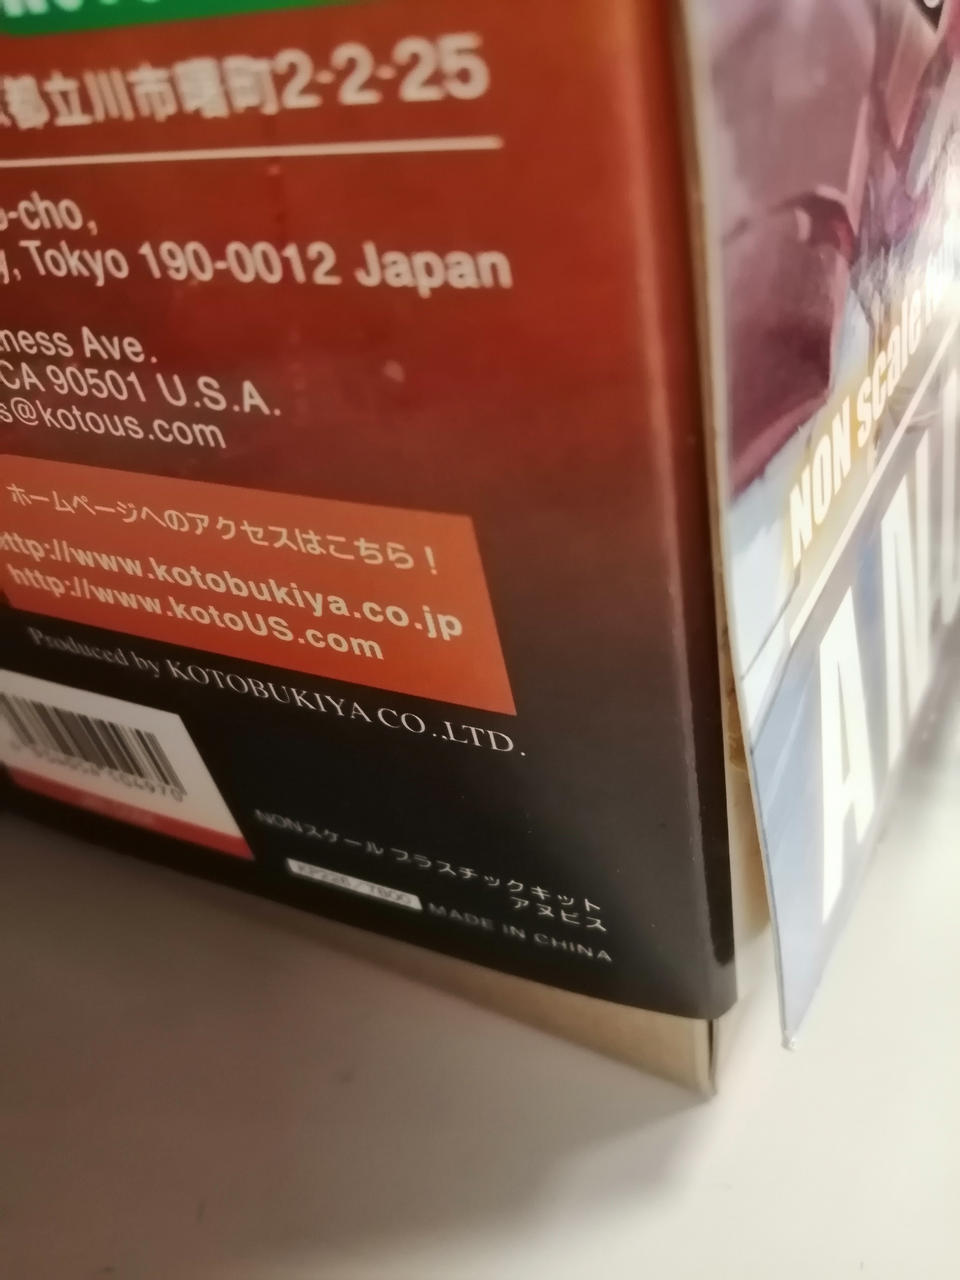 都立川市曙町2-2-25
-cho,
, Tokyo 190-0012 Japan
ness Ave.
CA 90501 U.S.A.
s@kotous.com
ホームページへのアクセスはこちら！
http://www.kotobukiya.co.jp
http://www.kotoUS.com
Produced by KOTOBUKIYA CO.,LTD.
NONスケール プラスチックキット
アヌビス
MADE IN CHINA
NON scale
ANU